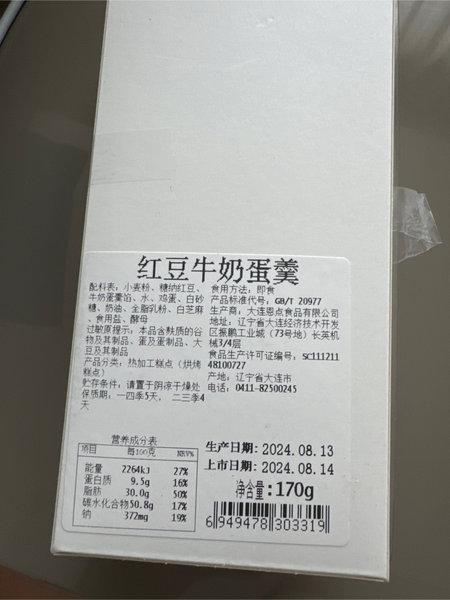 红豆牛奶蛋羹
配料表：小麦粉、糖纳红豆、
牛奶蛋羹馅、水、鸡蛋、白砂
糖、奶油、全脂乳粉、白芝麻
、食用盐、酵母
过敏原提示：本品含麸质的谷
物及其制品、蛋及蛋制品、大
豆及其制品
产品分类：热加工糕点（烘烤
糕点）
贮存条件：请置于阴凉干燥处
保质期：一四季5天， 二三季4
天
食用方法：即食
产品标准代号：GB/T 20977
生产商：大连恩点食品有限公司
地址：辽宁省大连经济技术开发
区振鹏工业城（73号地）长英机
械3/4层
食品生产许可证编号：SC111211
48100727
产地：辽宁省大连市
电话：0411-82500245
营养成分表
项目 每100克 NRV%
能量 2264kJ 27%
蛋白质 9.5g 16%
脂肪 30.0g 50%
碳水化合物 50.8g 17%
钠 372mg 19%
生产日期：2024.08.13
上市日期：2024.08.14
净含量：170g
6 949478 303319